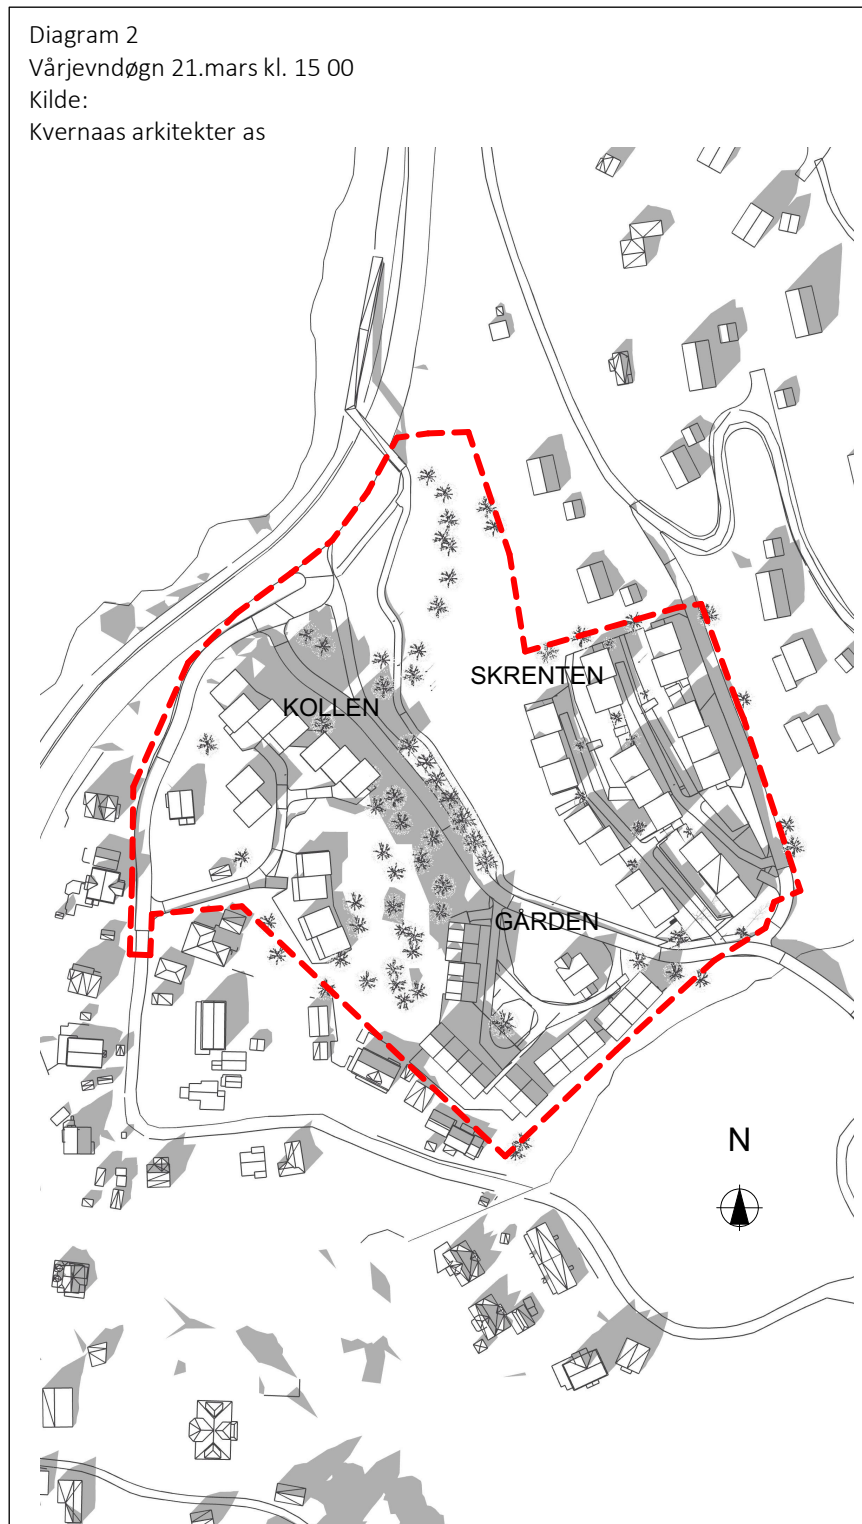 Diagram 2
Vårjevndøgn 21.mars kl. 15 00
Kilde:
Kvernaas arkitekter as
SKRENTEN
KOLLEN
GÅRDEN
N